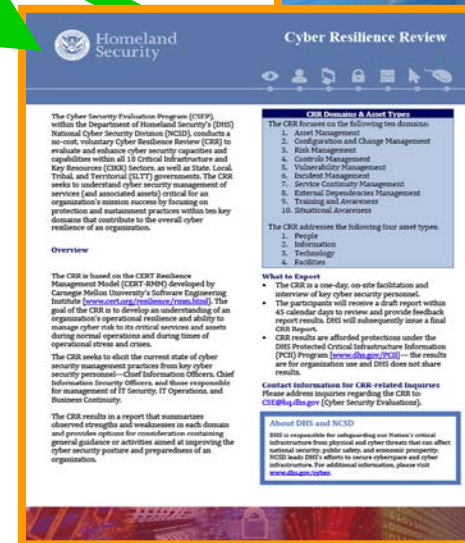 Homeland
Security
Cyber Resilience Review
The Cyber Security Evaluation Program (CSEP),
within the Department of Homeland Security's (DHS)
National Cyber Security Division (NCSD), conducts a
no-cost, voluntary Cyber Resilience Review (CRR) to
evaluate and enhance cyber security capacities and
capabilities within all 18 Critical Infrastructure and
Key Resources (CIKR) Sectors, as well as State, Local,
Tribal, and Territorial (SLTT) governments. The CRR
seeks to understand cyber security management of
services (and associated assets) critical for an
organization's mission success by focusing on
protection and sustainment practices within ten key
domains that contribute to the overall cyber
resilience of an organization.
Overview
The CRR is based on the CERT Resilience
Management Model (CERT-RMM) developed by
Carnegie Mellon University's Software Engineering
Institute [www.cert.org/resilience/rmm.html]. The
goal of the CRR is to develop an understanding of an
organization's operational resilience and ability to
manage cyber risk to its critical services and assets
during normal operations and during times of
operational stress and crises.
The CRR seeks to elicit the current state of cyber
security management practices from key cyber
security personnel—Chief Information Officers, Chief
Information Security Officers, and those responsible
for management of IT Security, IT Operations, and
Business Continuity.
The CRR results in a report that summarizes
observed strengths and weaknesses in each domain
and provides options for consideration containing
general guidance or activities aimed at improving the
cyber security posture and preparedness of an
organization.
CRR Domains & Asset Types
The CRR focuses on the following ten domains:
1. Asset Management
2. Configuration and Change Management
3. Risk Management
4. Controls Management
5. Vulnerability Management
6. Incident Management
7. Service Continuity Management
8. External Dependencies Management
9. Training and Awareness
10. Situational Awareness
The CRR addresses the following four asset types:
1. People
2. Information
3. Technology
4. Facilities
What to Expect
• The CRR is a one-day, on-site facilitation and
interview of key cyber security personnel.
• The participants will receive a draft report within
45 calendar days to review and provide feedback
report results. DHS will subsequently issue a final
CRR Report.
• CRR results are afforded protections under the
DHS Protected Critical Infrastructure Information
(PCII) Program [www.dhs.gov/PCII]— the results
are for organization use and DHS does not share
results.
Contact Information for CRR-related Inquiries
Please address inquiries regarding the CRR to:
CSE@hq.dhs.gov (Cyber Security Evaluations).
About DHS and NCSD
DHS is responsible for safeguarding our Nation's critical
infrastructure from physical and cyber threats that can affect
national security, public safety, and economic prosperity.
NCSD leads DHS's efforts to secure cyberspace and cyber
infrastructure. For additional information, please visit
www.dhs.gov/cyber.